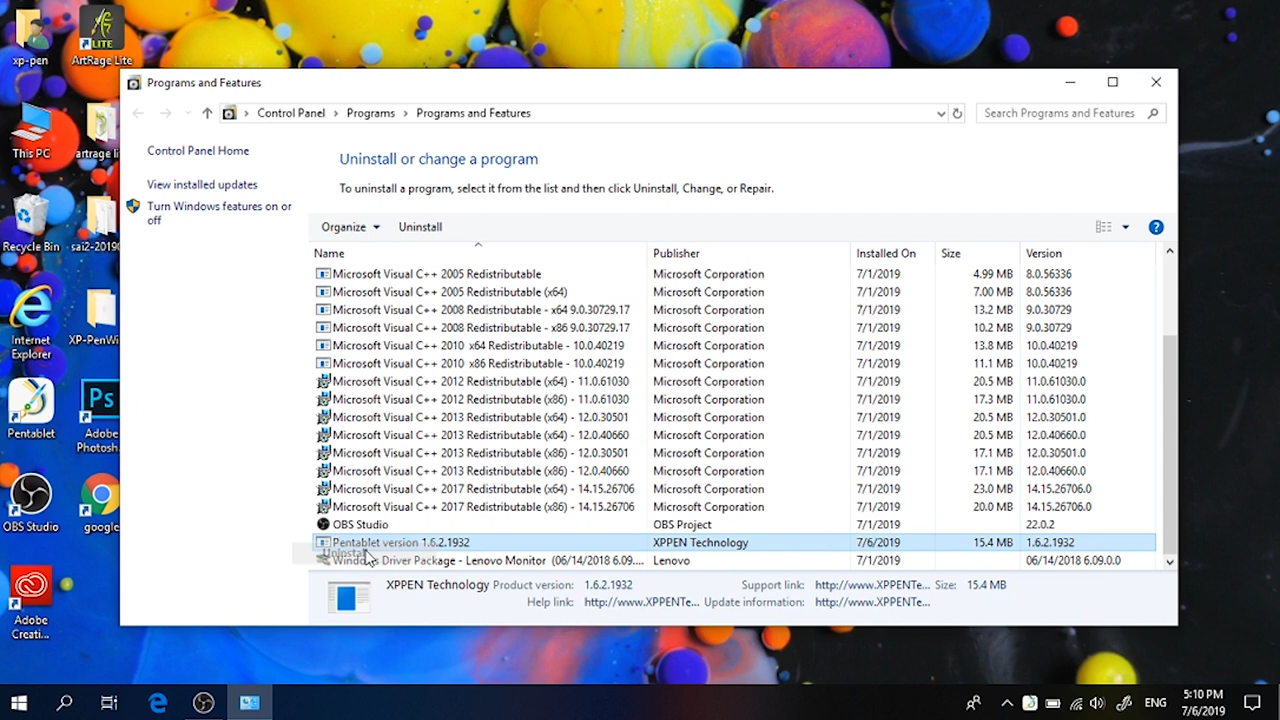 xp-pen
LITE
ArtRage Lite
Programs and Features
Control Panel
Programs
Programs and Features
Search Programs and Features
This PC
artrage li
Control Panel Home
Uninstall or change a program
View installed updates
To uninstall a program, select it from the list and then click Uninstall, Change, or Repair.
Turn Windows features on or
off
Recycle Bin
sai2-20190
Organize
Uninstall
Name Publisher Installed On Size Version
Microsoft Visual C++ 2005 Redistributable Microsoft Corporation 7/1/2019 4.99 MB 8.0.56336
Microsoft Visual C++ 2005 Redistributable (x64) Microsoft Corporation 7/1/2019 7.00 MB 8.0.56336
Microsoft Visual C++ 2008 Redistributable - x64 9.0.30729.17 Microsoft Corporation 7/1/2019 13.2 MB 9.0.30729
Microsoft Visual C++ 2008 Redistributable - x86 9.0.30729.17 Microsoft Corporation 7/1/2019 10.2 MB 9.0.30729
Microsoft Visual C++ 2010 x64 Redistributable - 10.0.40219 Microsoft Corporation 7/1/2019 13.8 MB 10.0.40219
Microsoft Visual C++ 2010 x86 Redistributable - 10.0.40219 Microsoft Corporation 7/1/2019 11.1 MB 10.0.40219
Microsoft Visual C++ 2012 Redistributable (x64) - 11.0.61030 Microsoft Corporation 7/1/2019 20.5 MB 11.0.61030.0
Microsoft Visual C++ 2012 Redistributable (x86) - 11.0.61030 Microsoft Corporation 7/1/2019 17.3 MB 11.0.61030.0
Microsoft Visual C++ 2013 Redistributable (x64) - 12.0.30501 Microsoft Corporation 7/1/2019 20.5 MB 12.0.30501.0
Microsoft Visual C++ 2013 Redistributable (x64) - 12.0.40660 Microsoft Corporation 7/1/2019 20.5 MB 12.0.40660.0
Microsoft Visual C++ 2013 Redistributable (x86) - 12.0.30501 Microsoft Corporation 7/1/2019 17.1 MB 12.0.30501.0
Microsoft Visual C++ 2013 Redistributable (x86) - 12.0.40660 Microsoft Corporation 7/1/2019 17.1 MB 12.0.40660.0
Microsoft Visual C++ 2017 Redistributable (x64) - 14.15.26706 Microsoft Corporation 7/1/2019 23.0 MB 14.15.26706.0
Microsoft Visual C++ 2017 Redistributable (x86) - 14.15.26706 Microsoft Corporation 7/1/2019 20.0 MB 14.15.26706.0
OBS Studio OBS Project 7/1/2019 22.0.2
Pentablet version 1.6.2.1932 XPPEN Technology 7/6/2019 15.4 MB 1.6.2.1932
Uninstall
Windows Driver Package - Lenovo Monitor (06/14/2018 6.09.... Lenovo 7/1/2019 06/14/2018 6.09.0.0
XPPEN Technology Product version: 1.6.2.1932 Support link: http://www.XPPENTe... Size: 15.4 MB
Help link: http://www.XPPENTe... Update information: http://www.XPPENTe...
Internet
Explorer
XP-PenWi
Pentablet
Ps
Adobe
Photosh...
OBS Studio
google
Adobe
Creati...
ENG
5:10 PM
7/6/2019